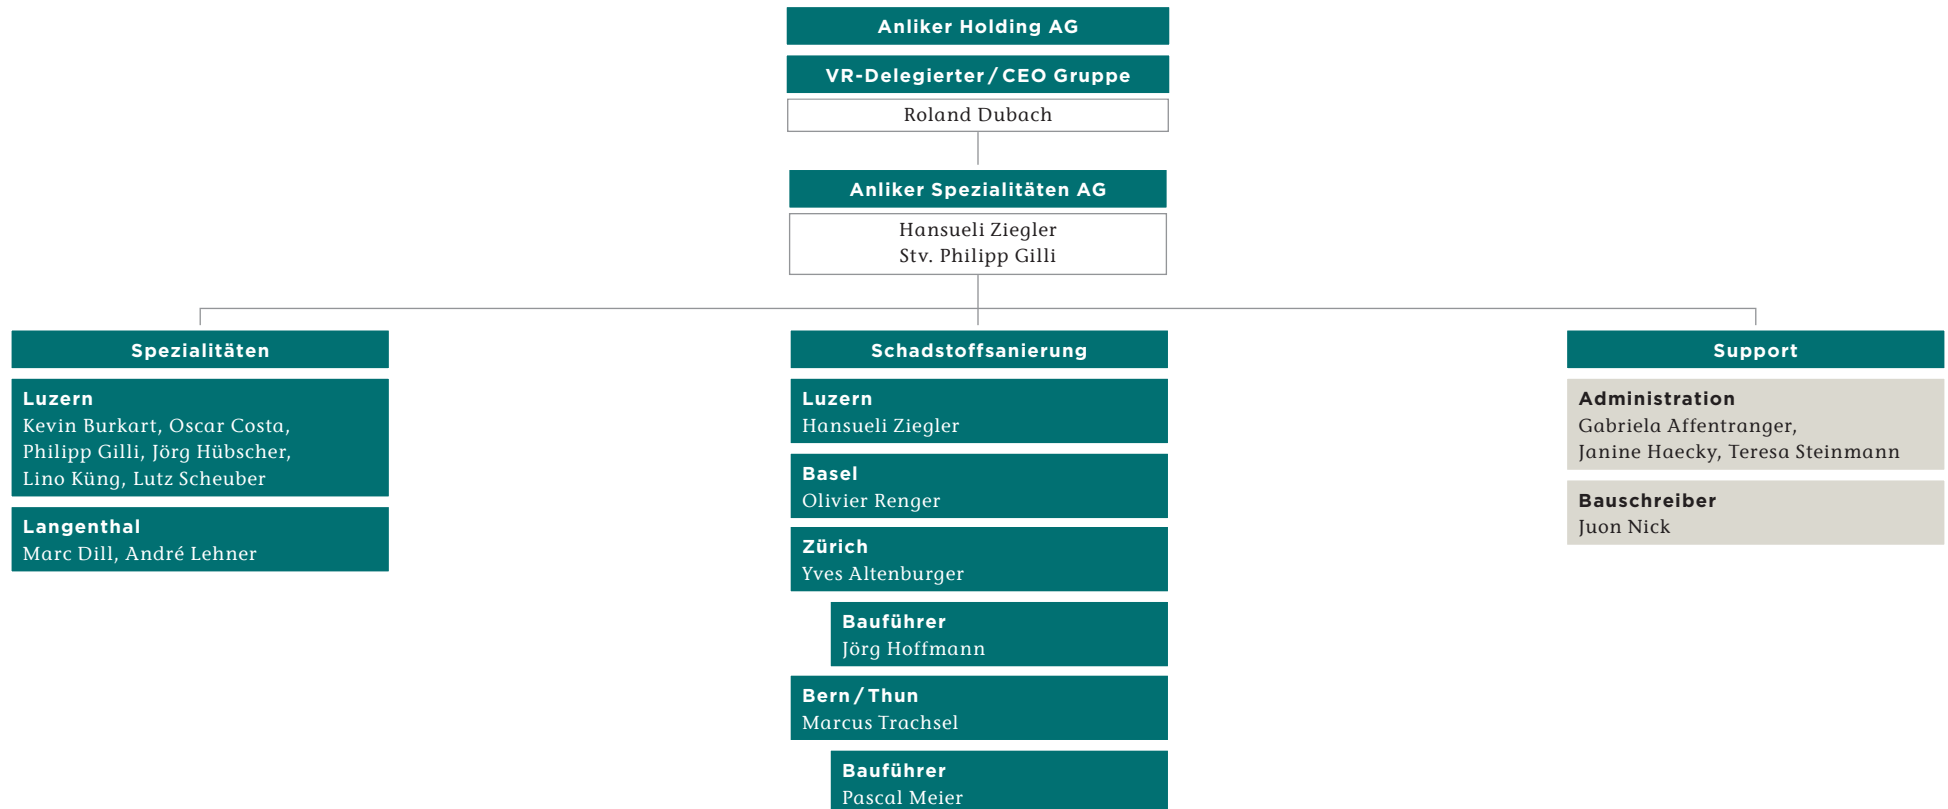 Anliker Holding AG
VR-Delegierter / CEO Gruppe
Roland Dubach
Anliker Spezialitäten AG
Hansueli Ziegler
Stv. Philipp Gilli
Spezialitäten
Luzern
Kevin Burkart, Oscar Costa,
Philipp Gilli, Jörg Hübscher,
Lino Küng, Lutz Scheuber
Langenthal
Marc Dill, André Lehner
Schadstoffsanierung
Luzern
Hansueli Ziegler
Basel
Olivier Renger
Zürich
Yves Altenburger
Bauführer
Jörg Hoffmann
Bern / Thun
Marcus Trachsel
Bauführer
Pascal Meier
Support
Administration
Gabriela Affentranger,
Janine Haecky, Teresa Steinmann
Bauschreiber
Juon Nick